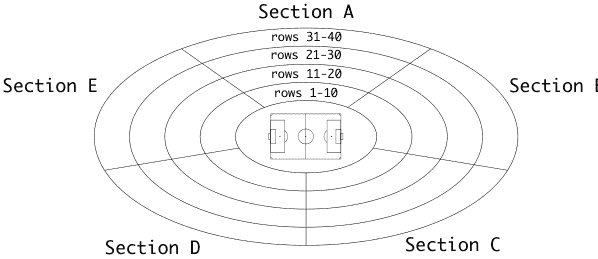 Section A
rows 31-40
rows 21-30
rows 11-20
rows 1-10
Section E
Section
Section D
Section C